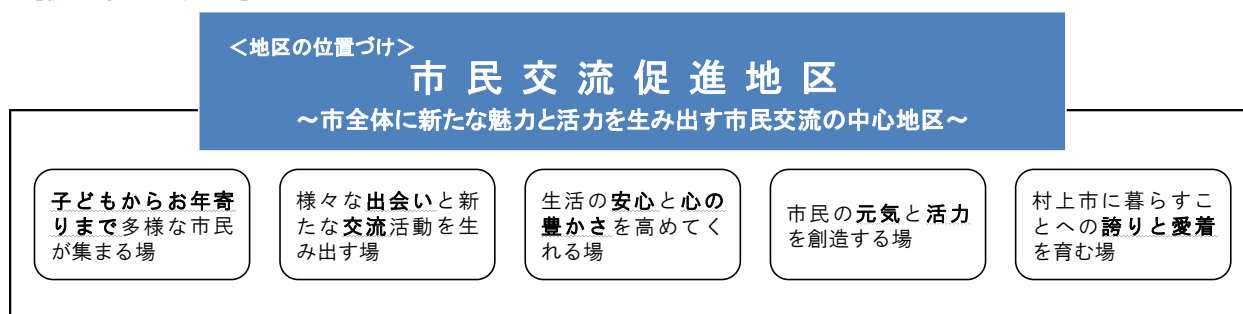 ＜地区の位置づけ＞
市民交流促進地区
～市全体に新たな魅力と活力を生み出す市民交流の中心地区～
子どもからお年寄
りまで多様な市民
が集まる場
様々な出会いと新
たな交流活動を生
み出す場
生活の安心と心の
豊かさを高めてく
れる場
市民の元気と活力
を創造する場
村上市に暮らすこ
とへの誇りと愛着
を育む場